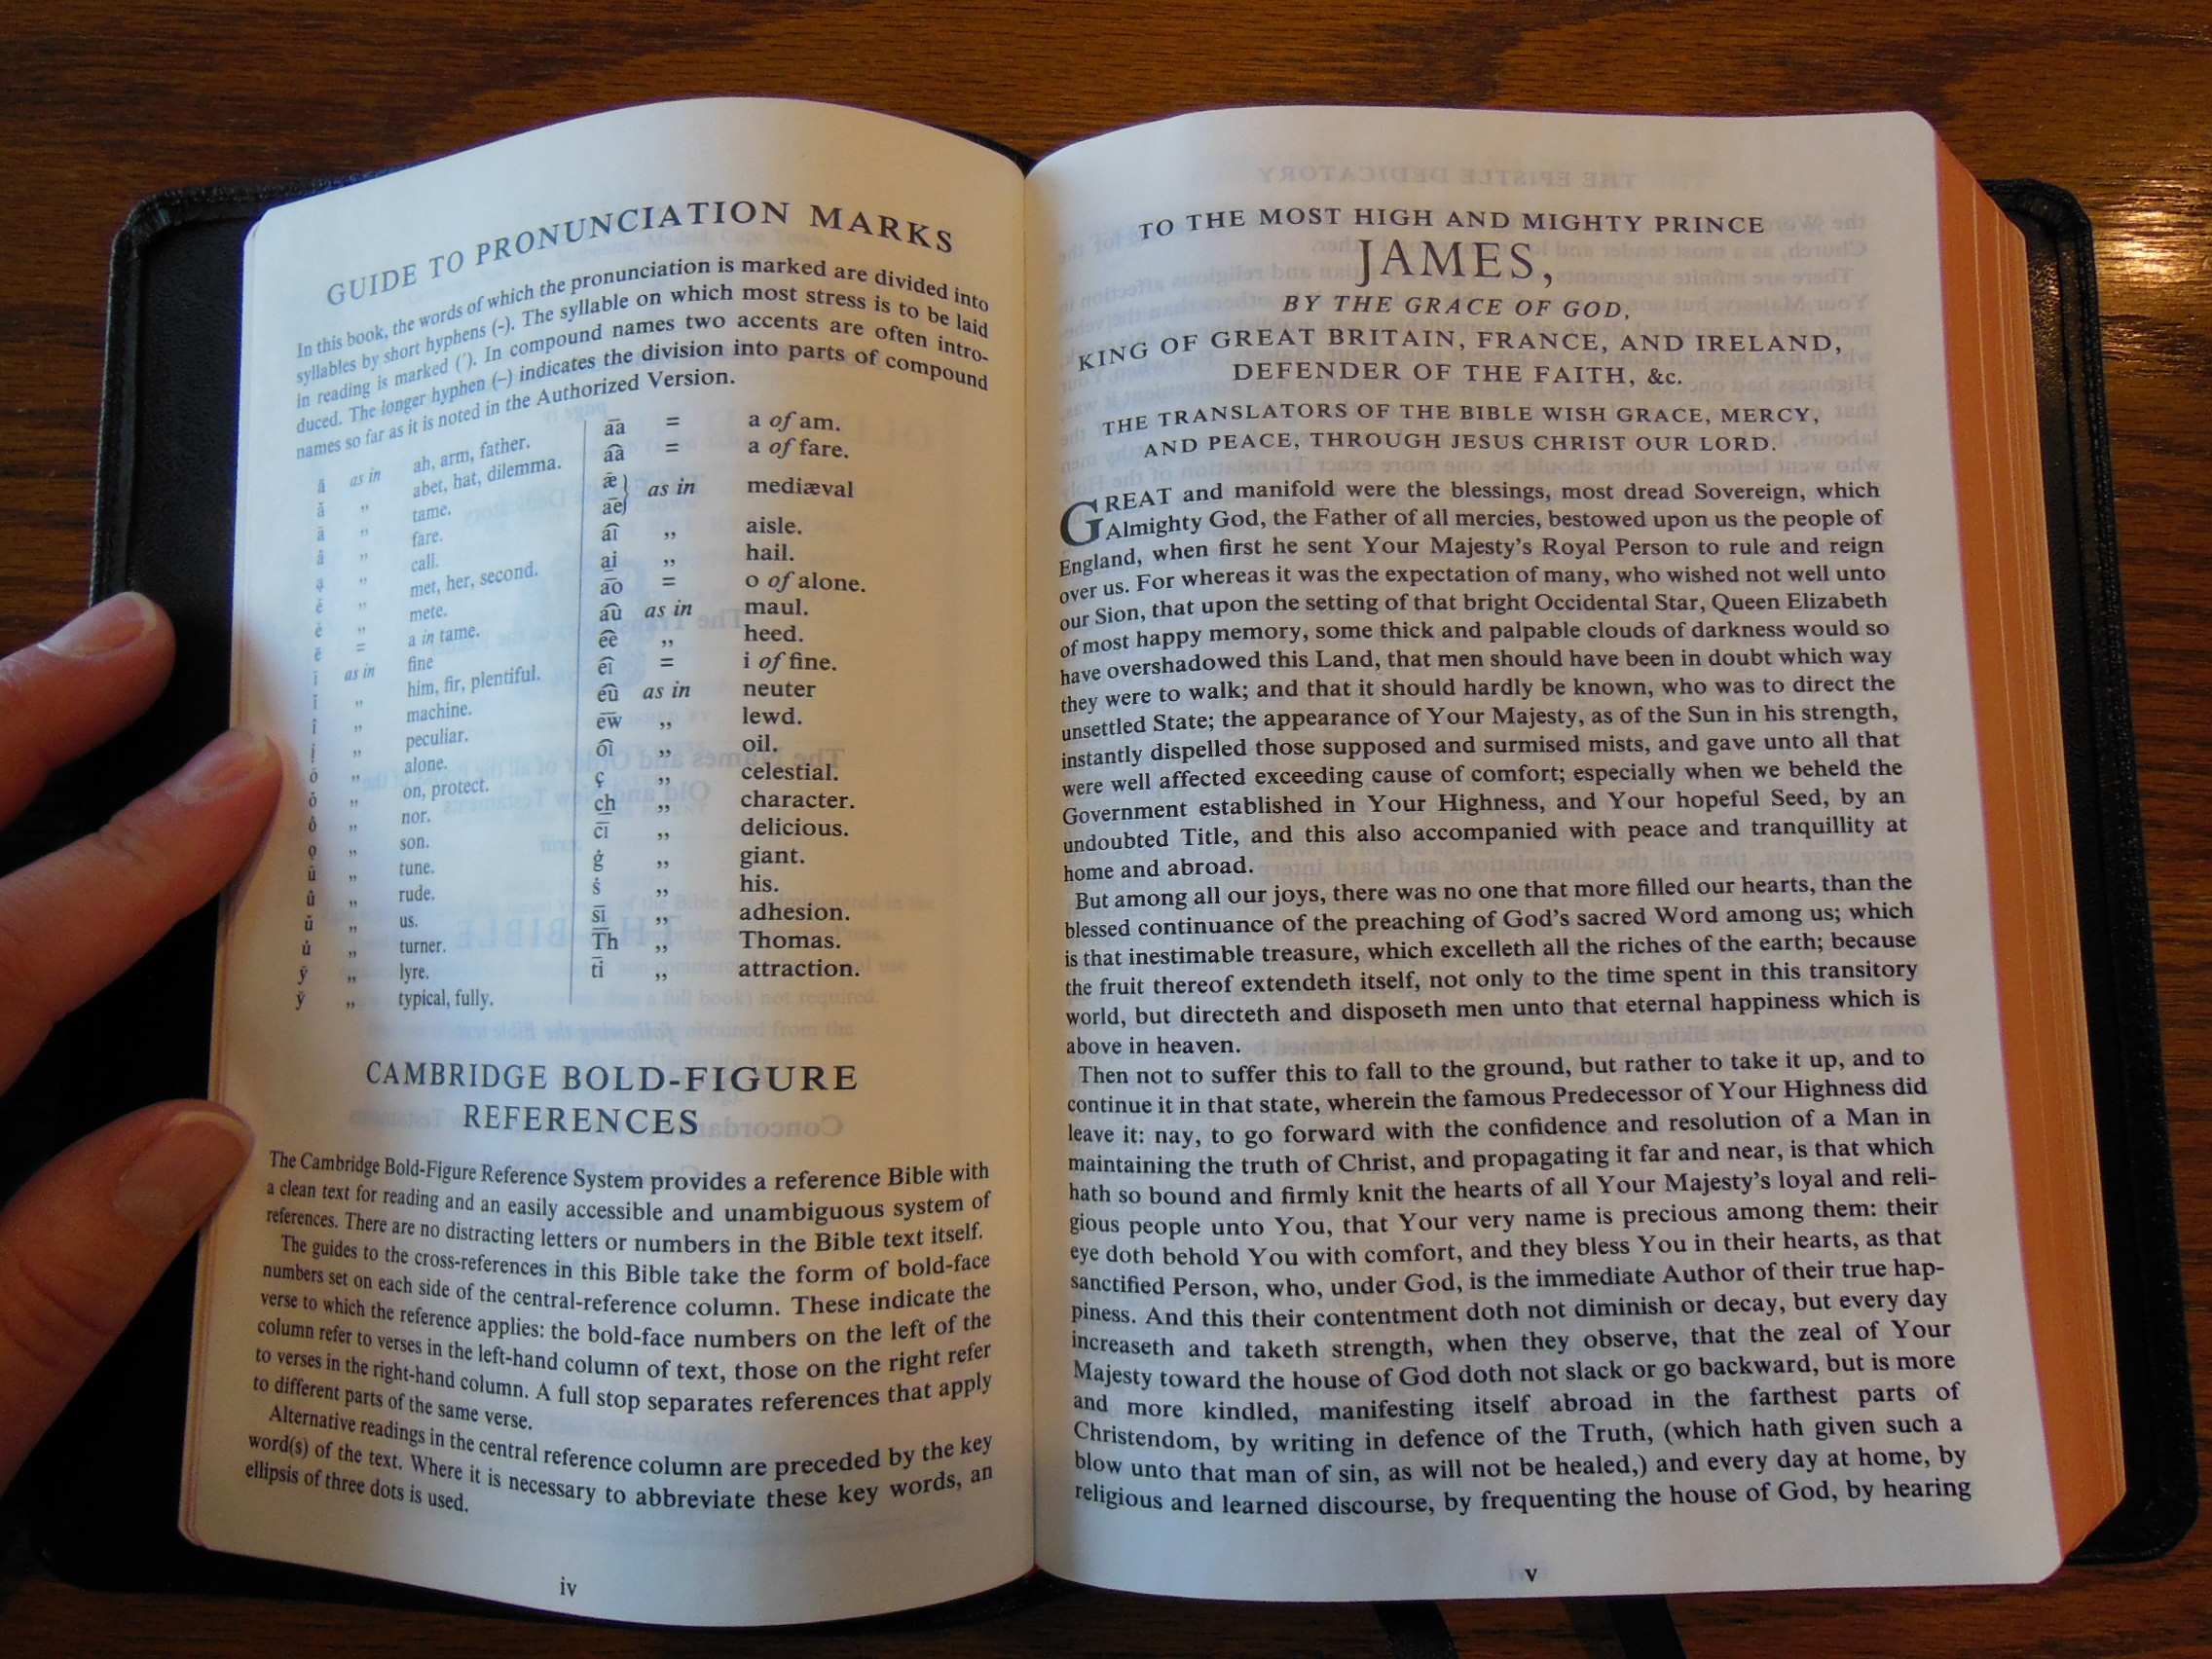 GUIDE TO PRONUNCIATION MARKS
In this book, the words of which the pronunciation is marked are divided into
syllables by short hyphens (-). The syllable on which most stress is to be laid
in reading is marked (′). In compound names two accents are often intro-
duced. The longer hyphen (–) indicates the division into parts of compound
names so far as it is noted in the Authorized Version.
ä as in ah, arm, father.
ă „ abet, hat, dilemma.
ā „ tame.
â „ fare.
ạ „ call.
ĕ „ met, her, second.
ē „ mete.
= a in tame.
ī as in fine
ĭ „ him, fir, plentiful.
î „ machine.
„ peculiar.
ō „ alone.
ŏ „ on, protect.
ô „ nor.
ọ „ son.
ū „ tune.
û „ rude.
ŭ „ us.
„ turner.
ȳ „ lyre.
y̆ „ typical, fully.
= a of am.
= a of fare.
as in mediæval
„ aisle.
„ hail.
= o of alone.
as in maul.
„ heed.
= i of fine.
as in neuter
„ lewd.
„ oil.
ç „ celestial.
ch „ character.
„ delicious.
ġ „ giant.
ṡ „ his.
„ adhesion.
Th „ Thomas.
„ attraction.
CAMBRIDGE BOLD-FIGURE
REFERENCES
The Cambridge Bold-Figure Reference System provides a reference Bible with
a clean text for reading and an easily accessible and unambiguous system of
references. There are no distracting letters or numbers in the Bible text itself.
The guides to the cross-references in this Bible take the form of bold-face
numbers set on each side of the central-reference column. These indicate the
verse to which the reference applies: the bold-face numbers on the left of the
column refer to verses in the left-hand column of text, those on the right refer
to verses in the right-hand column. A full stop separates references that apply
to different parts of the same verse.
Alternative readings in the central reference column are preceded by the key
word(s) of the text. Where it is necessary to abbreviate these key words, an
ellipsis of three dots is used.
iv
TO THE MOST HIGH AND MIGHTY PRINCE
JAMES,
BY THE GRACE OF GOD,
KING OF GREAT BRITAIN, FRANCE, AND IRELAND,
DEFENDER OF THE FAITH, &c.
THE TRANSLATORS OF THE BIBLE WISH GRACE, MERCY,
AND PEACE, THROUGH JESUS CHRIST OUR LORD.
GREAT and manifold were the blessings, most dread Sovereign, which
Almighty God, the Father of all mercies, bestowed upon us the people of
England, when first he sent Your Majesty's Royal Person to rule and reign
over us. For whereas it was the expectation of many, who wished not well unto
our Sion, that upon the setting of that bright Occidental Star, Queen Elizabeth
of most happy memory, some thick and palpable clouds of darkness would so
have overshadowed this Land, that men should have been in doubt which way
they were to walk; and that it should hardly be known, who was to direct the
unsettled State; the appearance of Your Majesty, as of the Sun in his strength,
instantly dispelled those supposed and surmised mists, and gave unto all that
were well affected exceeding cause of comfort; especially when we beheld the
Government established in Your Highness, and Your hopeful Seed, by an
undoubted Title, and this also accompanied with peace and tranquillity at
home and abroad.
But among all our joys, there was no one that more filled our hearts, than the
blessed continuance of the preaching of God's sacred Word among us; which
is that inestimable treasure, which excelleth all the riches of the earth; because
the fruit thereof extendeth itself, not only to the time spent in this transitory
world, but directeth and disposeth men unto that eternal happiness which is
above in heaven.
Then not to suffer this to fall to the ground, but rather to take it up, and to
continue it in that state, wherein the famous Predecessor of Your Highness did
leave it: nay, to go forward with the confidence and resolution of a Man in
maintaining the truth of Christ, and propagating it far and near, is that which
hath so bound and firmly knit the hearts of all Your Majesty's loyal and reli-
gious people unto You, that Your very name is precious among them: their
eye doth behold You with comfort, and they bless You in their hearts, as that
sanctified Person, who, under God, is the immediate Author of their true hap-
piness. And this their contentment doth not diminish or decay, but every day
increaseth and taketh strength, when they observe, that the zeal of Your
Majesty toward the house of God doth not slack or go backward, but is more
and more kindled, manifesting itself abroad in the farthest parts of
Christendom, by writing in defence of the Truth, (which hath given such a
blow unto that man of sin, as will not be healed,) and every day at home, by
religious and learned discourse, by frequenting the house of God, by hearing
v